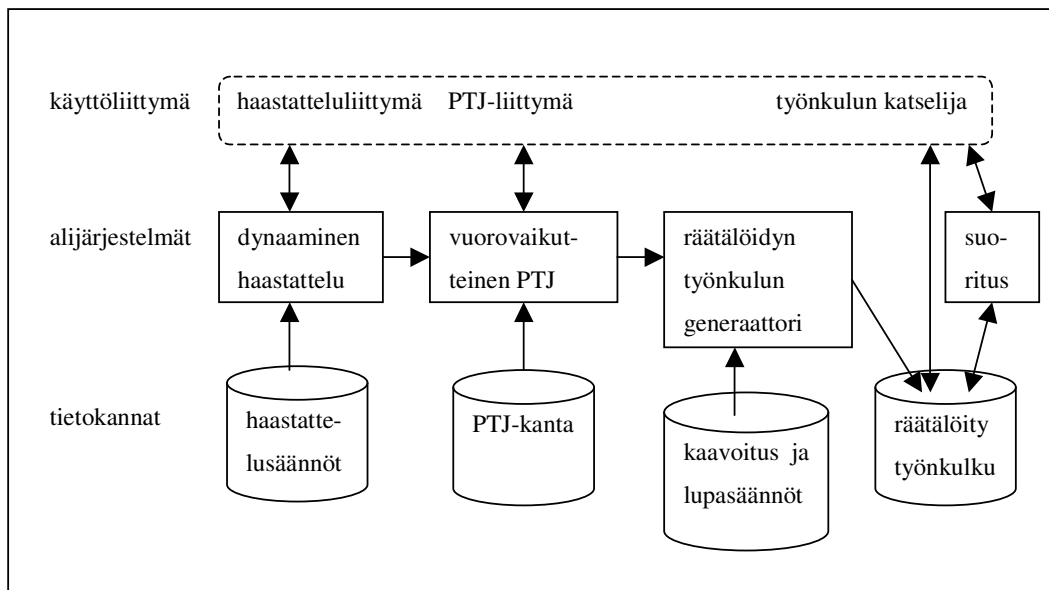 käyttöliittymä
haastatteluliittymä PTJ-liittymä työnkulun katselija
alijärjestelmät
dynaaminen
haastattelu
vuorovaikut-
teinen PTJ
räätälöidyn
työnkulun
generaattori
suo-
ritus
tietokannat
haastatte-
lusäännöt
PTJ-kanta
kaavoitus ja
lupasäännöt
räätälöity
työnkulku